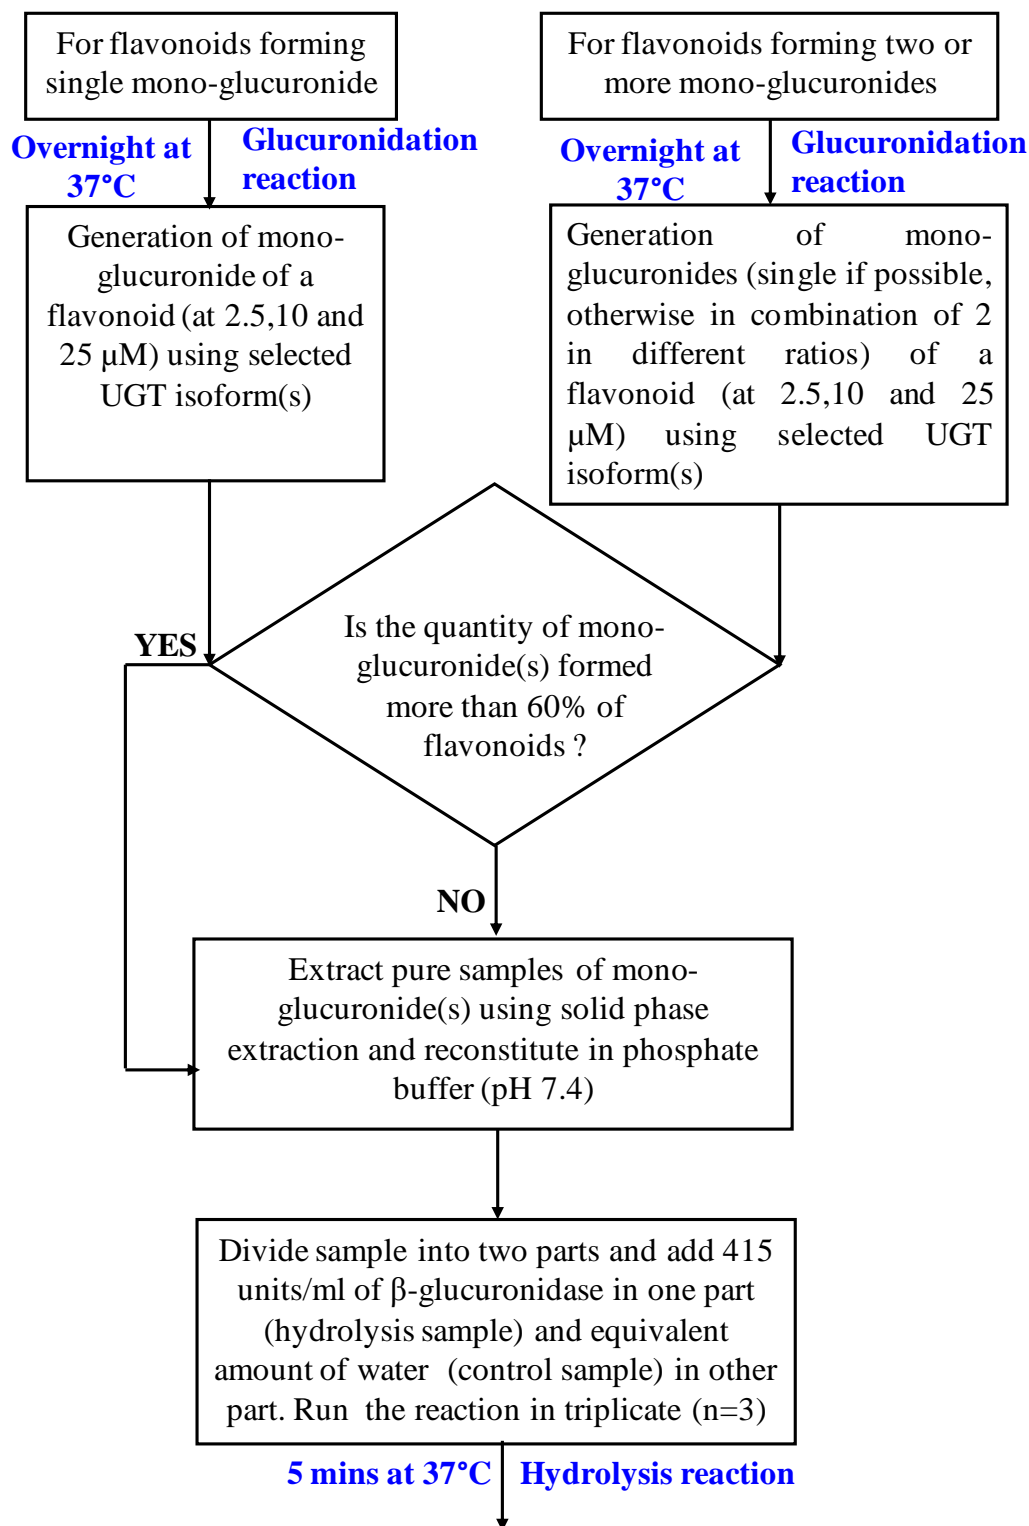 For flavonoids forming
single mono-glucuronide
For flavonoids forming two or
more mono-glucuronides
Overnight at
37°C
Glucuronidation
reaction
Overnight at
37°C
Glucuronidation
reaction
Generation of mono-
glucuronide of a
flavonoid (at 2.5,10 and
25 μM) using selected
UGT isoform(s)
Generation of mono-
glucuronides (single if possible,
otherwise in combination of 2
in different ratios) of a
flavonoid (at 2.5,10 and 25
μM) using selected UGT
isoform(s)
YES
Is the quantity of mono-
glucuronide(s) formed
more than 60% of
flavonoids ?
NO
Extract pure samples of mono-
glucuronide(s) using solid phase
extraction and reconstitute in phosphate
buffer (pH 7.4)
Divide sample into two parts and add 415
units/ml of β-glucuronidase in one part
(hydrolysis sample) and equivalent
amount of water (control sample) in other
part. Run the reaction in triplicate (n=3)
5 mins at 37°C
Hydrolysis reaction